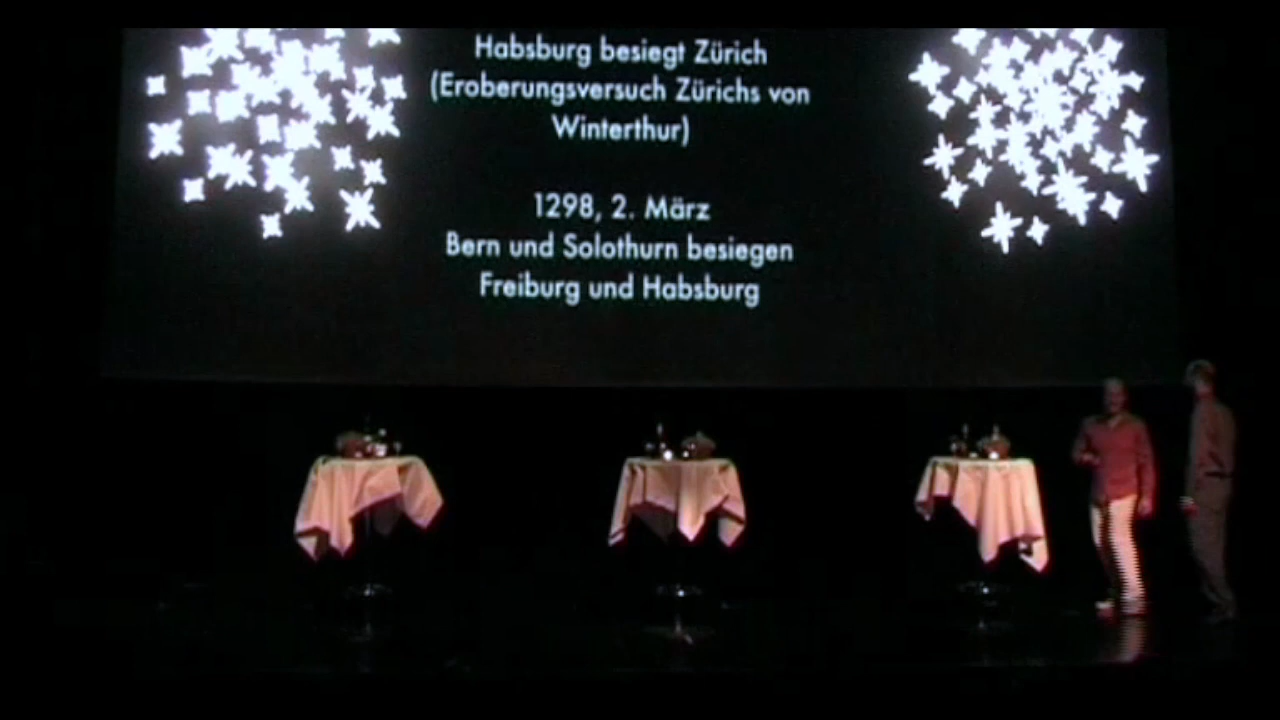 Habsburg besiegt Zürich
(Eroberungsversuch Zürichs von
Winterthur)
1298, 2. März
Bern und Solothurn besiegen
Freiburg und Habsburg